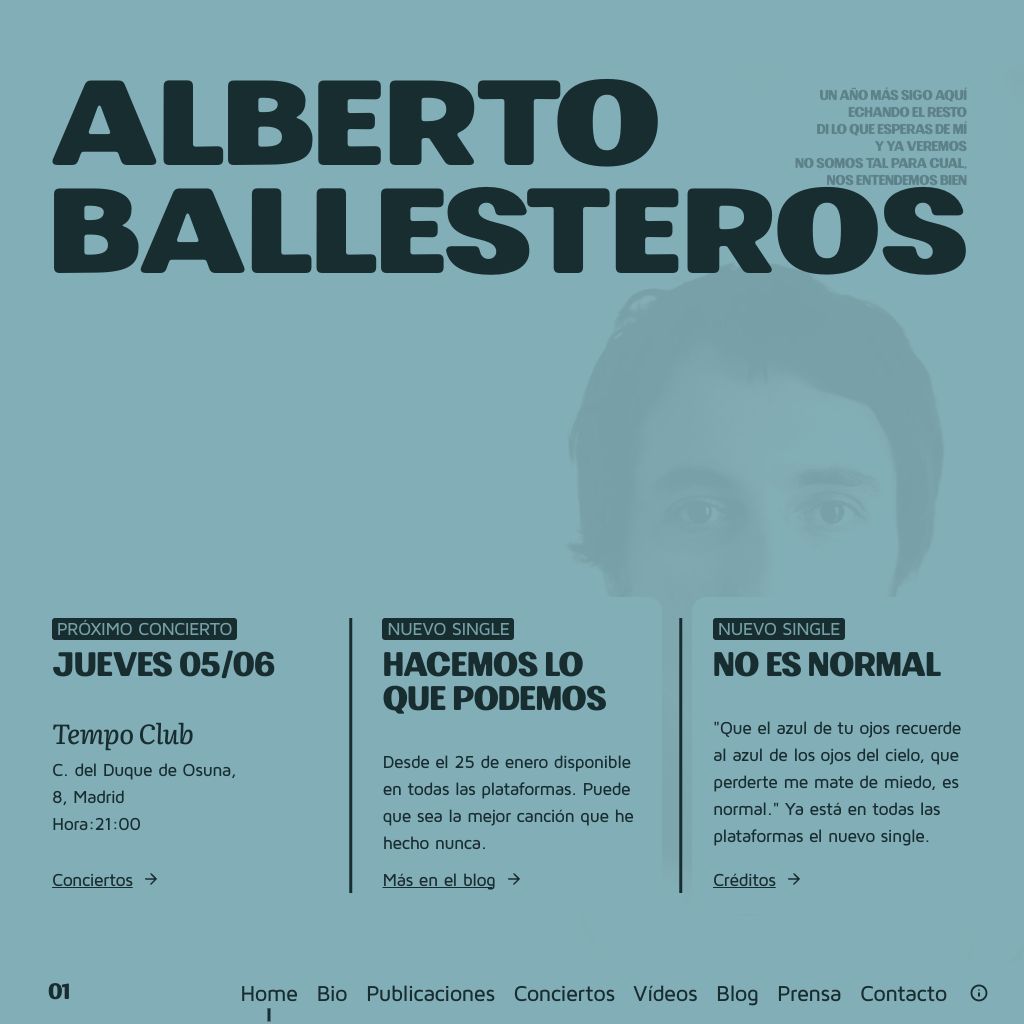 ALBERTO
BALLESTEROS
UN AÑO MÁS SIGO AQUÍ
ECHANDO EL RESTO
DI LO QUE ESPERAS DE MÍ
Y YA VEREMOS
NO SOMOS TAL PARA CUAL,
NOS ENTENDEMOS BIEN
PRÓXIMO CONCIERTO
JUEVES 05/06
Tempo Club
C. del Duque de Osuna,
8, Madrid
Hora:21:00
Conciertos →
NUEVO SINGLE
HACEMOS LO
QUE PODEMOS
Desde el 25 de enero disponible
en todas las plataformas. Puede
que sea la mejor canción que he
hecho nunca.
Más en el blog →
NUEVO SINGLE
NO ES NORMAL
"Que el azul de tu ojos recuerde
al azul de los ojos del cielo, que
perderte me mate de miedo, es
normal." Ya está en todas las
plataformas el nuevo single.
Créditos →
01
Home Bio Publicaciones Conciertos Vídeos Blog Prensa Contacto